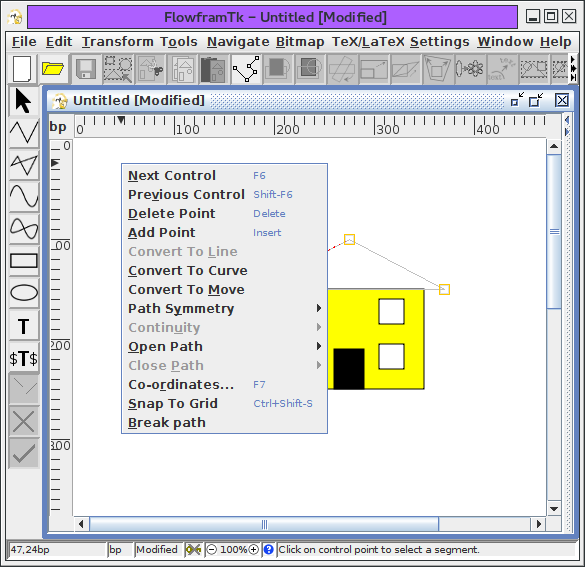 FlowframTk – Untitled [Modified]
File Edit Transform Tools Navigate Bitmap TeX/LaTeX Settings Window Help
Untitled [Modified]
bp 0 100 200 300 400
0
Next Control F6
Previous Control Shift-F6
Delete Point Delete
Add Point Insert
Convert To Line
Convert To Curve
Convert To Move
Path Symmetry
Continuity
Open Path
Close Path
Co-ordinates... F7
Snap To Grid Ctrl+Shift-S
Break path
T
$T$
47,24bp bp Modified 100% Click on control point to select a segment.